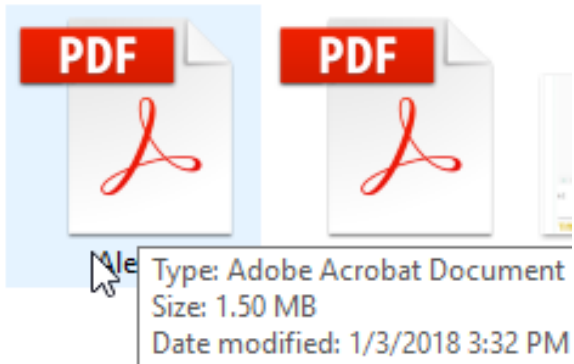 PDF
PDF
Type: Adobe Acrobat Document
Size: 1.50 MB
Date modified: 1/3/2018 3:32 PM